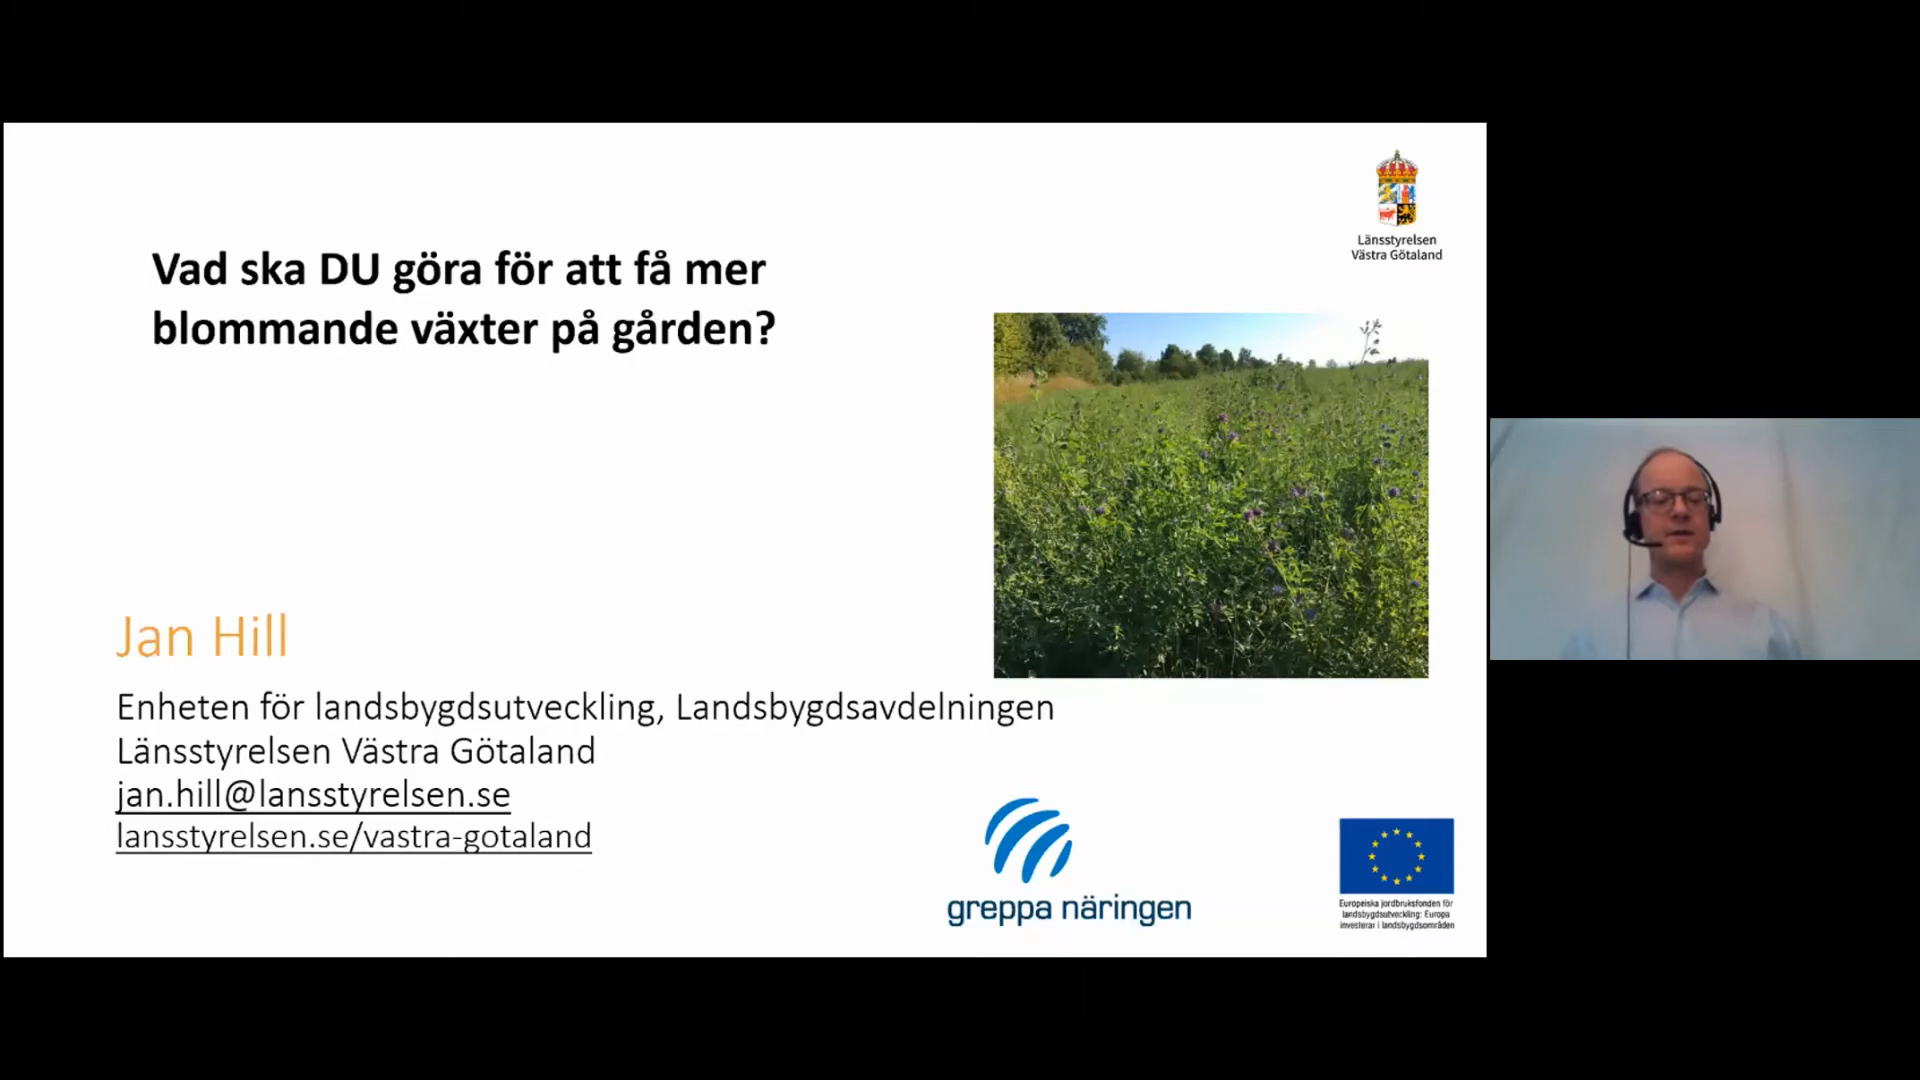 Länsstyrelsen
Västra Götaland
Vad ska DU göra för att få mer
blommande växter på gården?
Jan Hill
Enheten för landsbygdsutveckling, Landsbygdsavdelningen
Länsstyrelsen Västra Götaland
jan.hill@lansstyrelsen.se
lansstyrelsen.se/vastra-gotaland
greppa näringen
Europeiska jordbruksfonden för
landsbygdsutveckling: Europa
investerar i landsbygdsområden